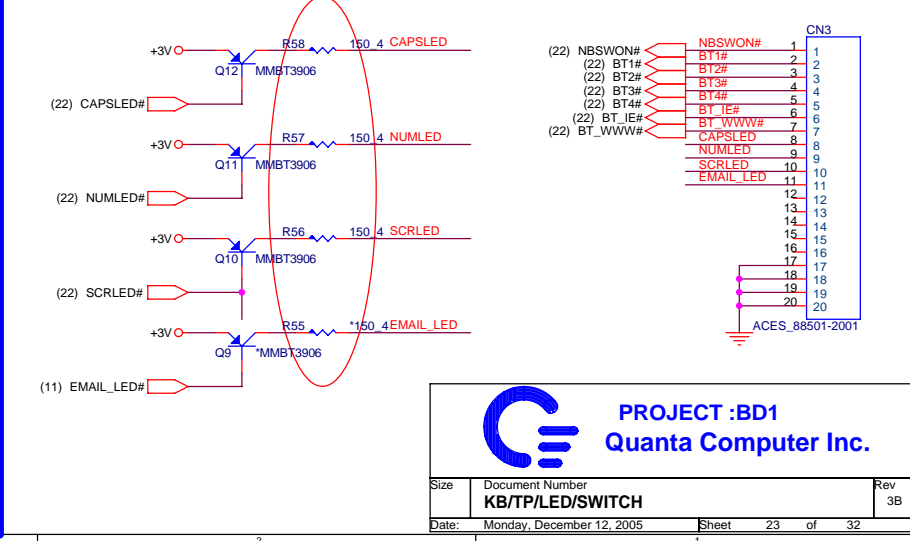 +3V
R58
150_4
CAPSLED
Q12
MMBT3906
(22) CAPSLED#
+3V
R57
150_4
NUMLED
Q11
MMBT3906
(22) NUMLED#
+3V
R56
150_4
SCRLED
Q10
MMBT3906
(22) SCRLED#
+3V
R55
*150_4
EMAIL_LED
Q9
*MMBT3906
(11) EMAIL_LED#
CN3
(22) NBSWON# NBSWON# 1 1
(22) BT1# BT1# 2 2
(22) BT2# BT2# 3 3
(22) BT3# BT3# 4 4
(22) BT4# BT4# 5 5
(22) BT_IE# BT_IE# 6 6
(22) BT_WWW# BT_WWW# 7 7
CAPSLED 8 8
NUMLED 9 9
SCRLED 10 10
EMAIL_LED 11 11
12 12
13 13
14 14
15 15
16 16
17 17
18 18
19 19
20 20
ACES_88501-2001
PROJECT :BD1
Quanta Computer Inc.
Size Document Number Rev
KB/TP/LED/SWITCH 3B
Date: Monday, December 12, 2005 Sheet 23 of 32